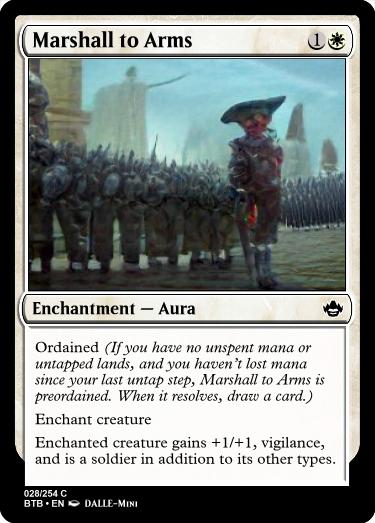 Marshall to Arms 1
Enchantment — Aura
Ordained (If you have no unspent mana or
untapped lands, and you haven't lost mana
since your last untap step, Marshall to Arms is
preordained. When it resolves, draw a card.)
Enchant creature
Enchanted creature gains +1/+1, vigilance,
and is a soldier in addition to its other types.
028/254 C
BTB • EN DALLE-MINI